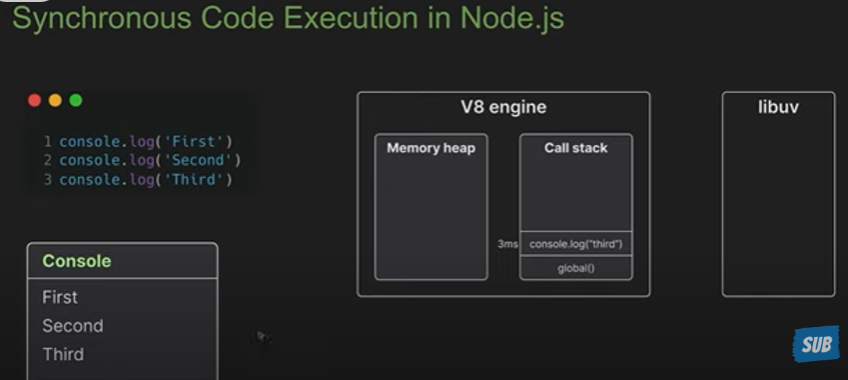 Synchronous Code Execution in Node.js
1 console.log('First')
2 console.log('Second')
3 console.log('Third')
Console
First
Second
Third
V8 engine
Memory heap
Call stack
3ms
console.log("third")
global()
libuv
SUB